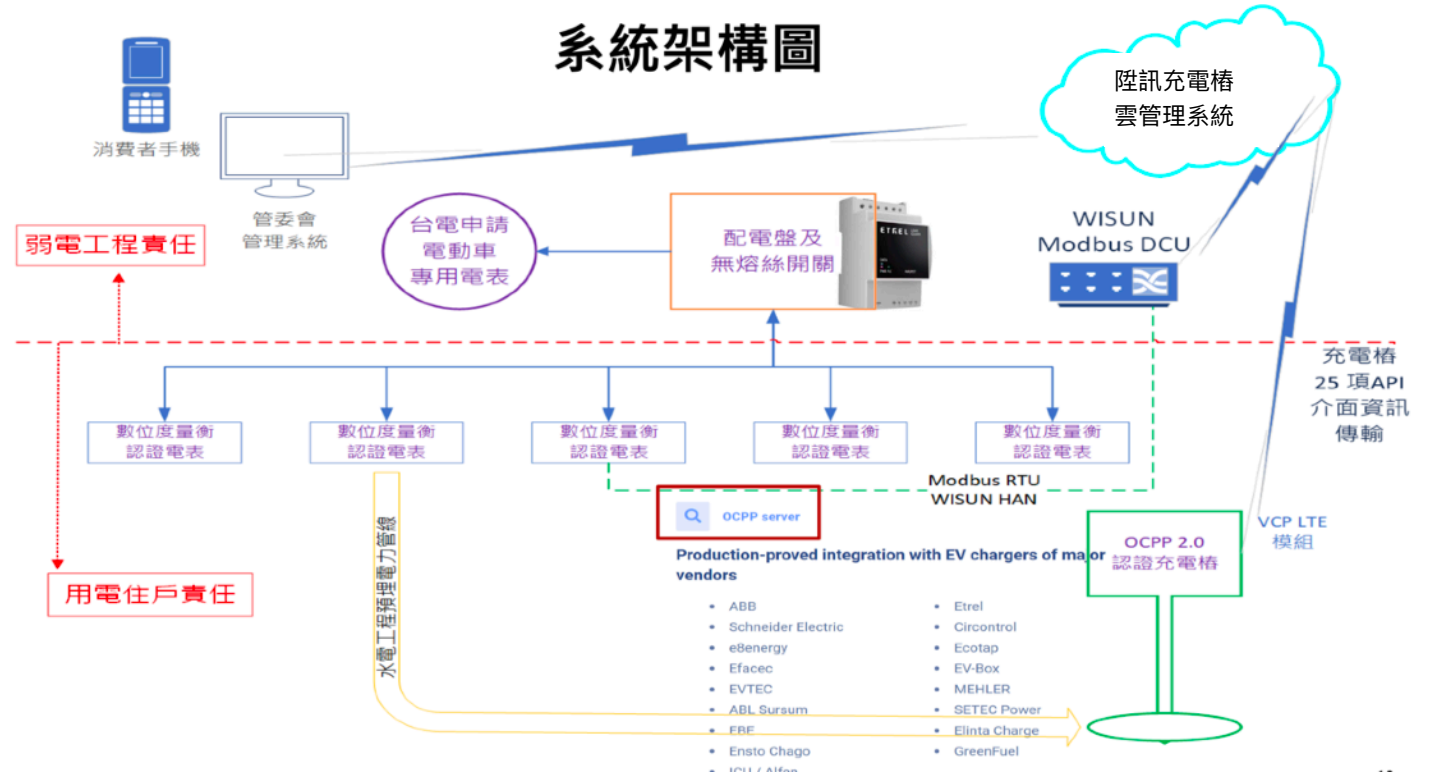 系統架構圖
陞訊充電樁
雲管理系統
消費者手機
管委會
管理系統
弱電工程責任
台電申請
電動車
專用電表
配電盤及
無熔絲開關
ETREL
WISUN
Modbus DCU
充電樁
25 項API
介面資訊
傳輸
數位度量衡
認證電表
數位度量衡
認證電表
數位度量衡
認證電表
數位度量衡
認證電表
數位度量衡
認證電表
Modbus RTU
WISUN HAN
水電工程預埋電力管線
用電住戶責任
OCPP server
Production-proved integration with EV chargers of major
vendors
• ABB
• Schneider Electric
• e8energy
• Efacec
• EVTEC
• ABL Sursum
• EBE
• Ensto Chago
• ICU / Alfen
• Etrel
• Circontrol
• Ecotap
• EV-Box
• MEHLER
• SETEC Power
• Elinta Charge
• GreenFuel
OCPP 2.0
認證充電樁
VCP LTE
模組